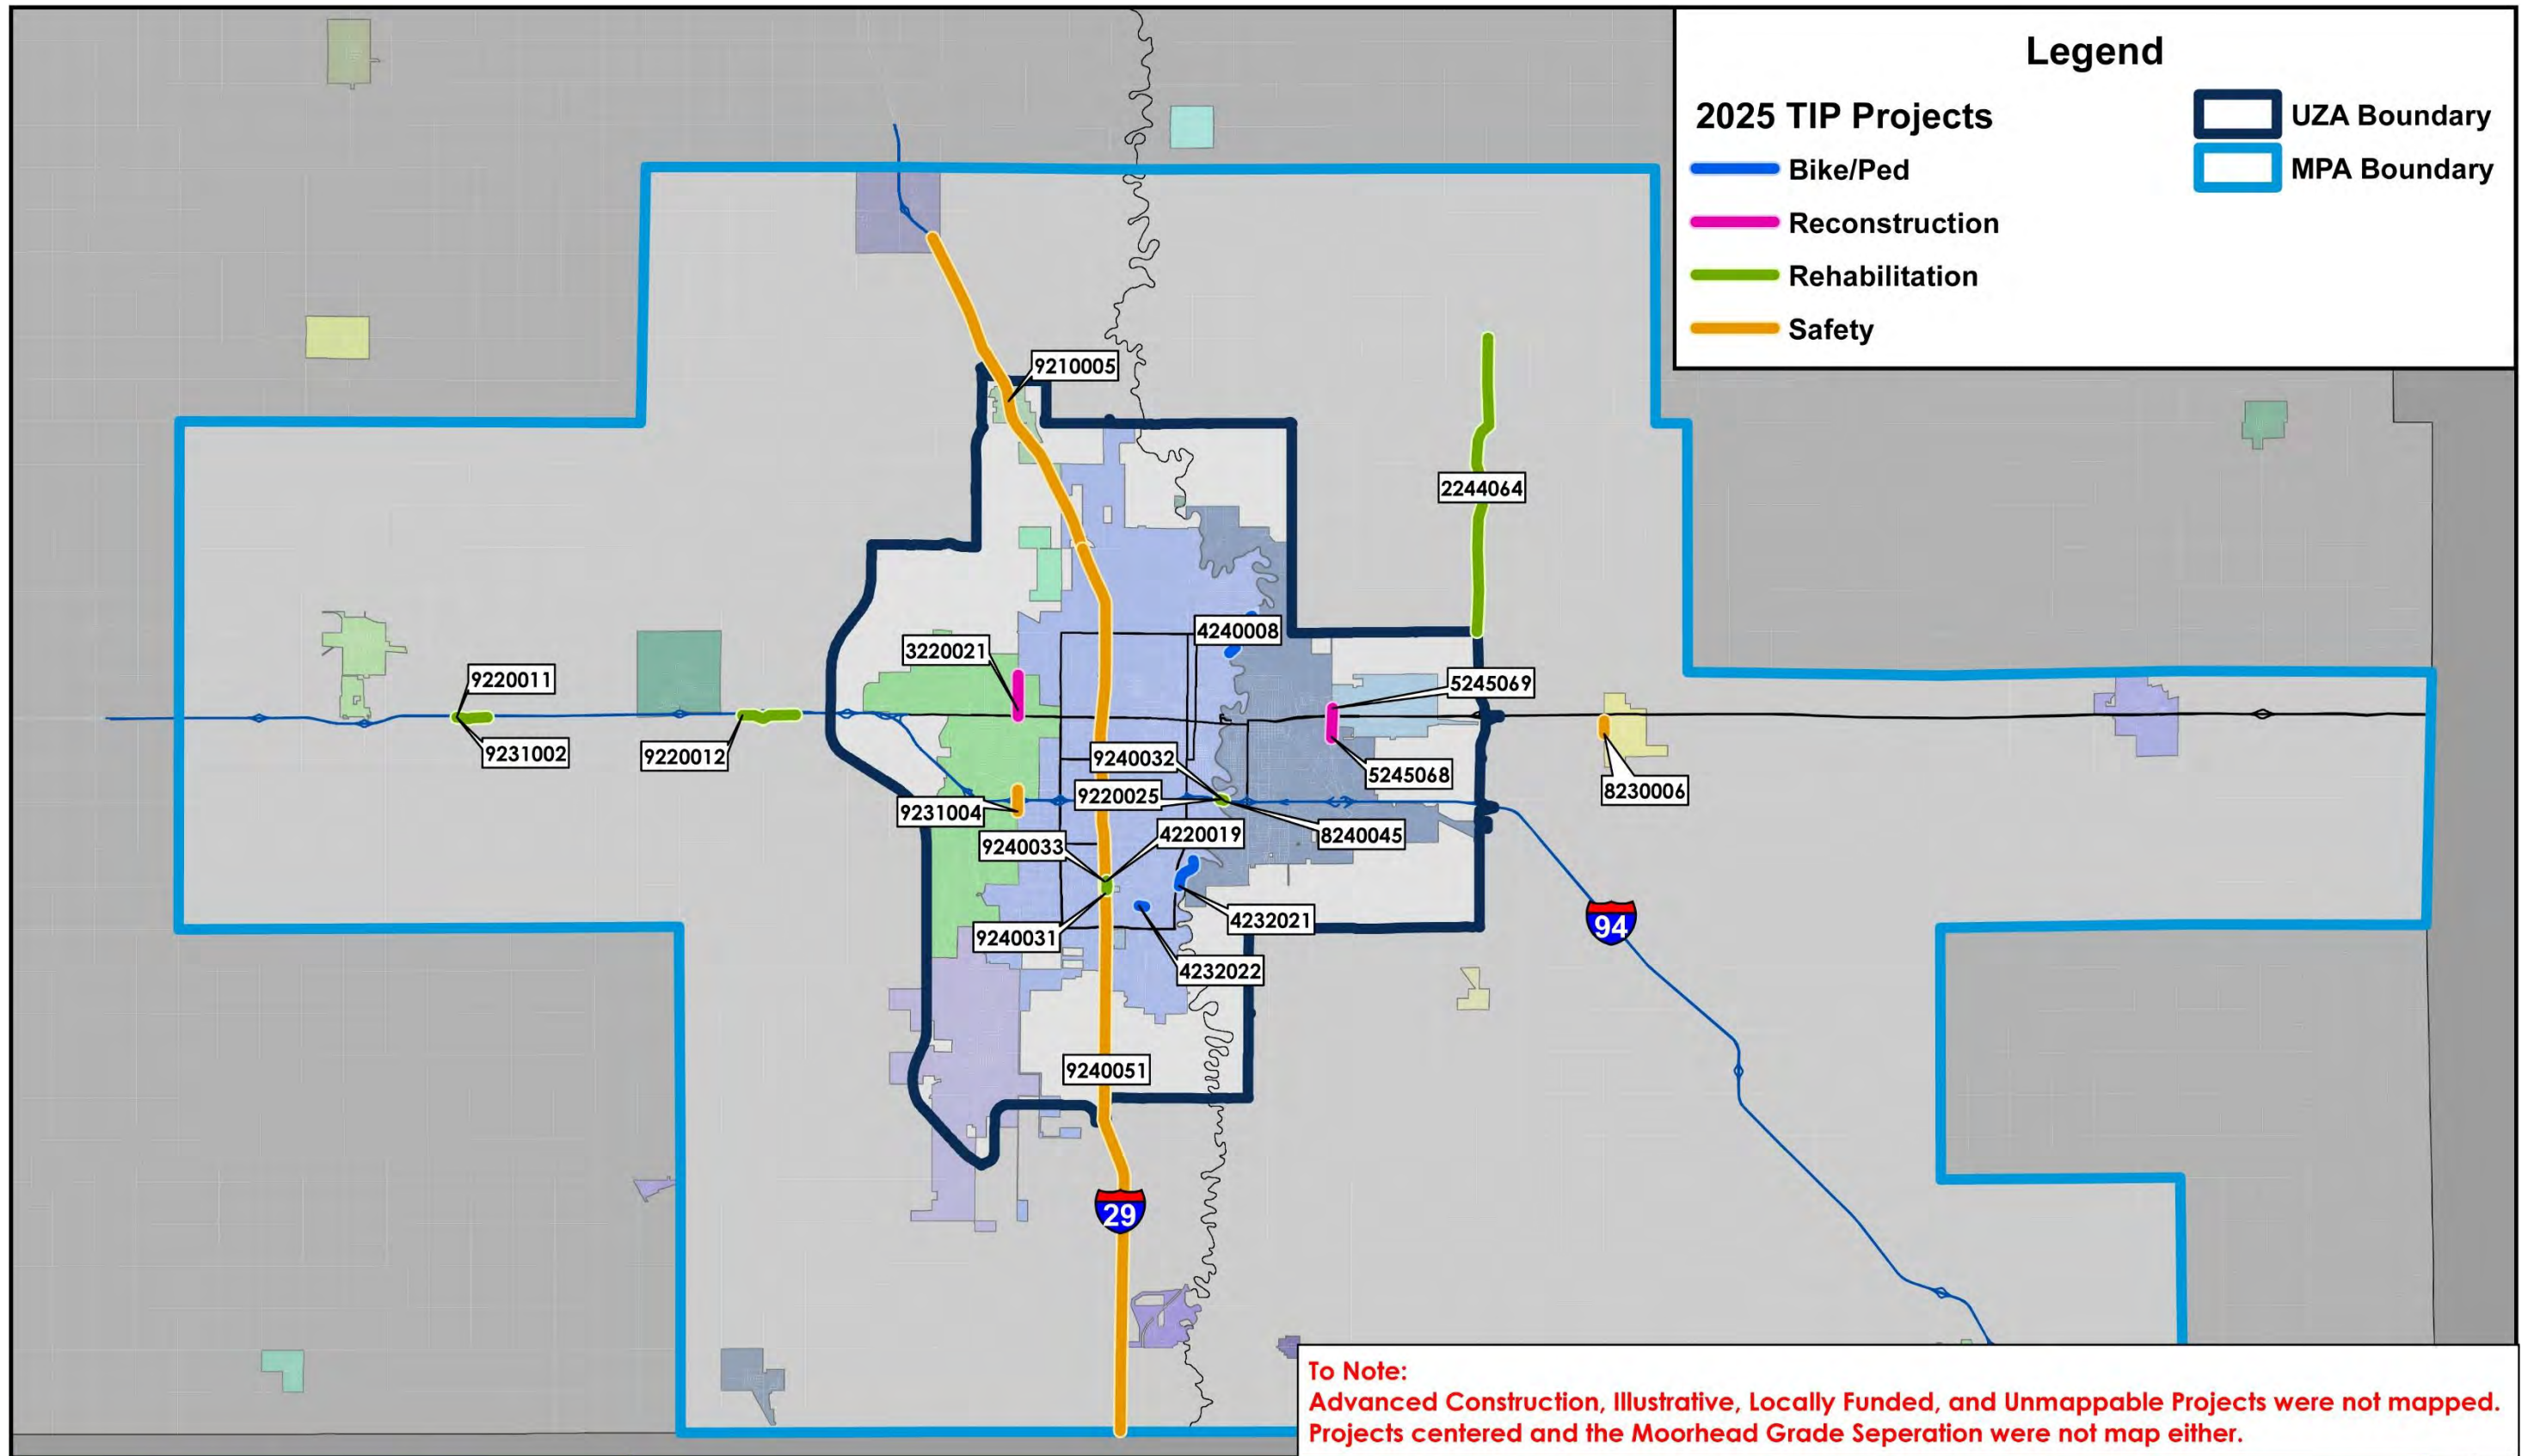 Legend
2025 TIP Projects
Bike/Ped
Reconstruction
Rehabilitation
Safety
UZA Boundary
MPA Boundary
9210005
2244064
4240008
3220021
9220011
5245069
9231002
9220012
9240032
5245068
9220025
8230006
9231004
4220019
8240045
9240033
4232021
94
9240031
4232022
9240051
29
To Note:
Advanced Construction, Illustrative, Locally Funded, and Unmappable Projects were not mapped.
Projects centered and the Moorhead Grade Seperation were not map either.